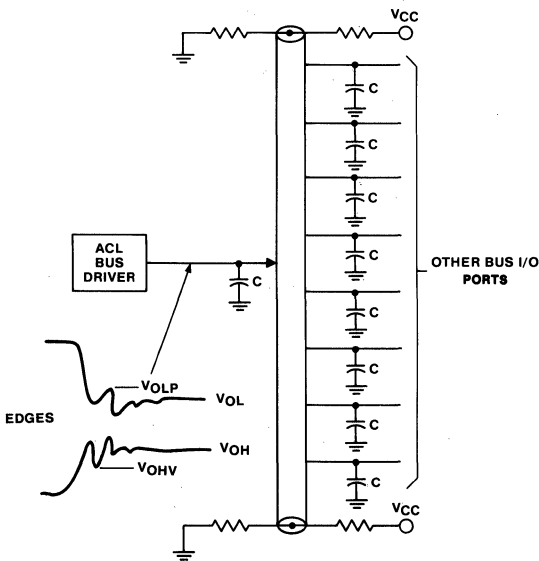 VCC
C
C
C
C
ACL
BUS
DRIVER
C
OTHER BUS I/O
PORTS
C
C
VOLP
VOL
EDGES
C
VOH
VOHV
C
VCC